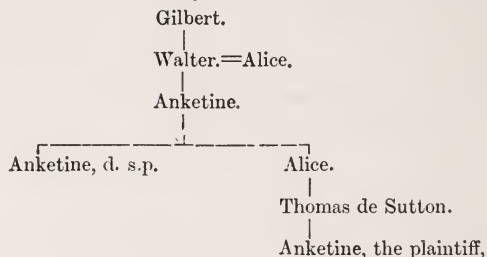 Gilbert.
Walter.=Alice.
Anketine.
Anketine, d. s.p. Alice.
Thomas de Sutton.
Anketine, the plaintiff,